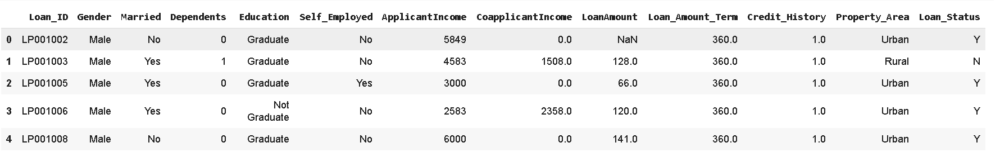 Loan_ID Gender Married Dependents Education Self_Employed ApplicantIncome CoapplicantIncome LoanAmount Loan_Amount_Term Credit_History Property_Area Loan_Status
0 LP001002 Male No 0 Graduate No 5849 0.0 NaN 360.0 1.0 Urban Y
1 LP001003 Male Yes 1 Graduate No 4583 1508.0 128.0 360.0 1.0 Rural N
2 LP001005 Male Yes 0 Graduate Yes 3000 0.0 66.0 360.0 1.0 Urban Y
3 LP001006 Male Yes 0 Not Graduate No 2583 2358.0 120.0 360.0 1.0 Urban Y
4 LP001008 Male No 0 Graduate No 6000 0.0 141.0 360.0 1.0 Urban Y